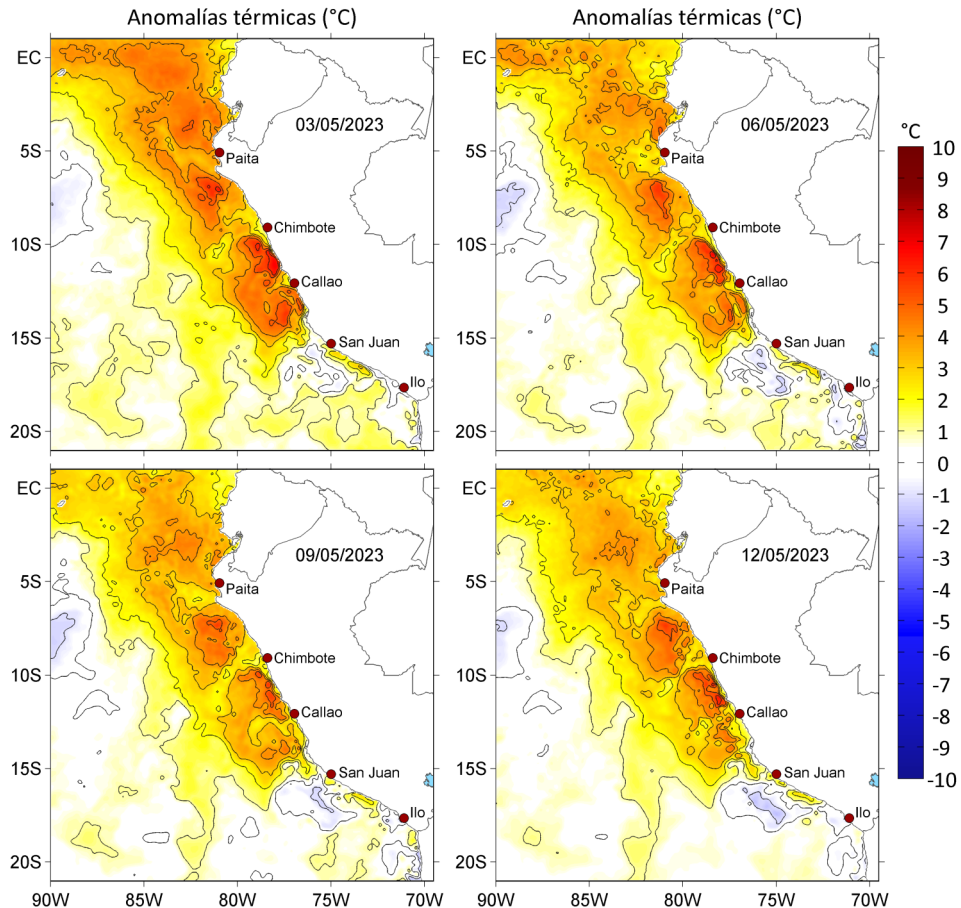 Anomalías térmicas (°C)
Anomalías térmicas (°C)
EC
5S
10S
15S
20S
03/05/2023
Paita
Chimbote
Callao
San Juan
Ilo
06/05/2023
EC
5S
10S
15S
20S
Paita
Chimbote
Callao
San Juan
Ilo
°C
10
9
8
7
6
5
4
3
2
1
0
-1
-2
-3
-4
-5
-6
-7
-8
-9
-10
EC
5S
10S
15S
20S
09/05/2023
Paita
Chimbote
Callao
San Juan
Ilo
90W
85W
80W
75W
70W
EC
5S
10S
15S
20S
12/05/2023
Paita
Chimbote
Callao
San Juan
Ilo
90W
85W
80W
75W
70W